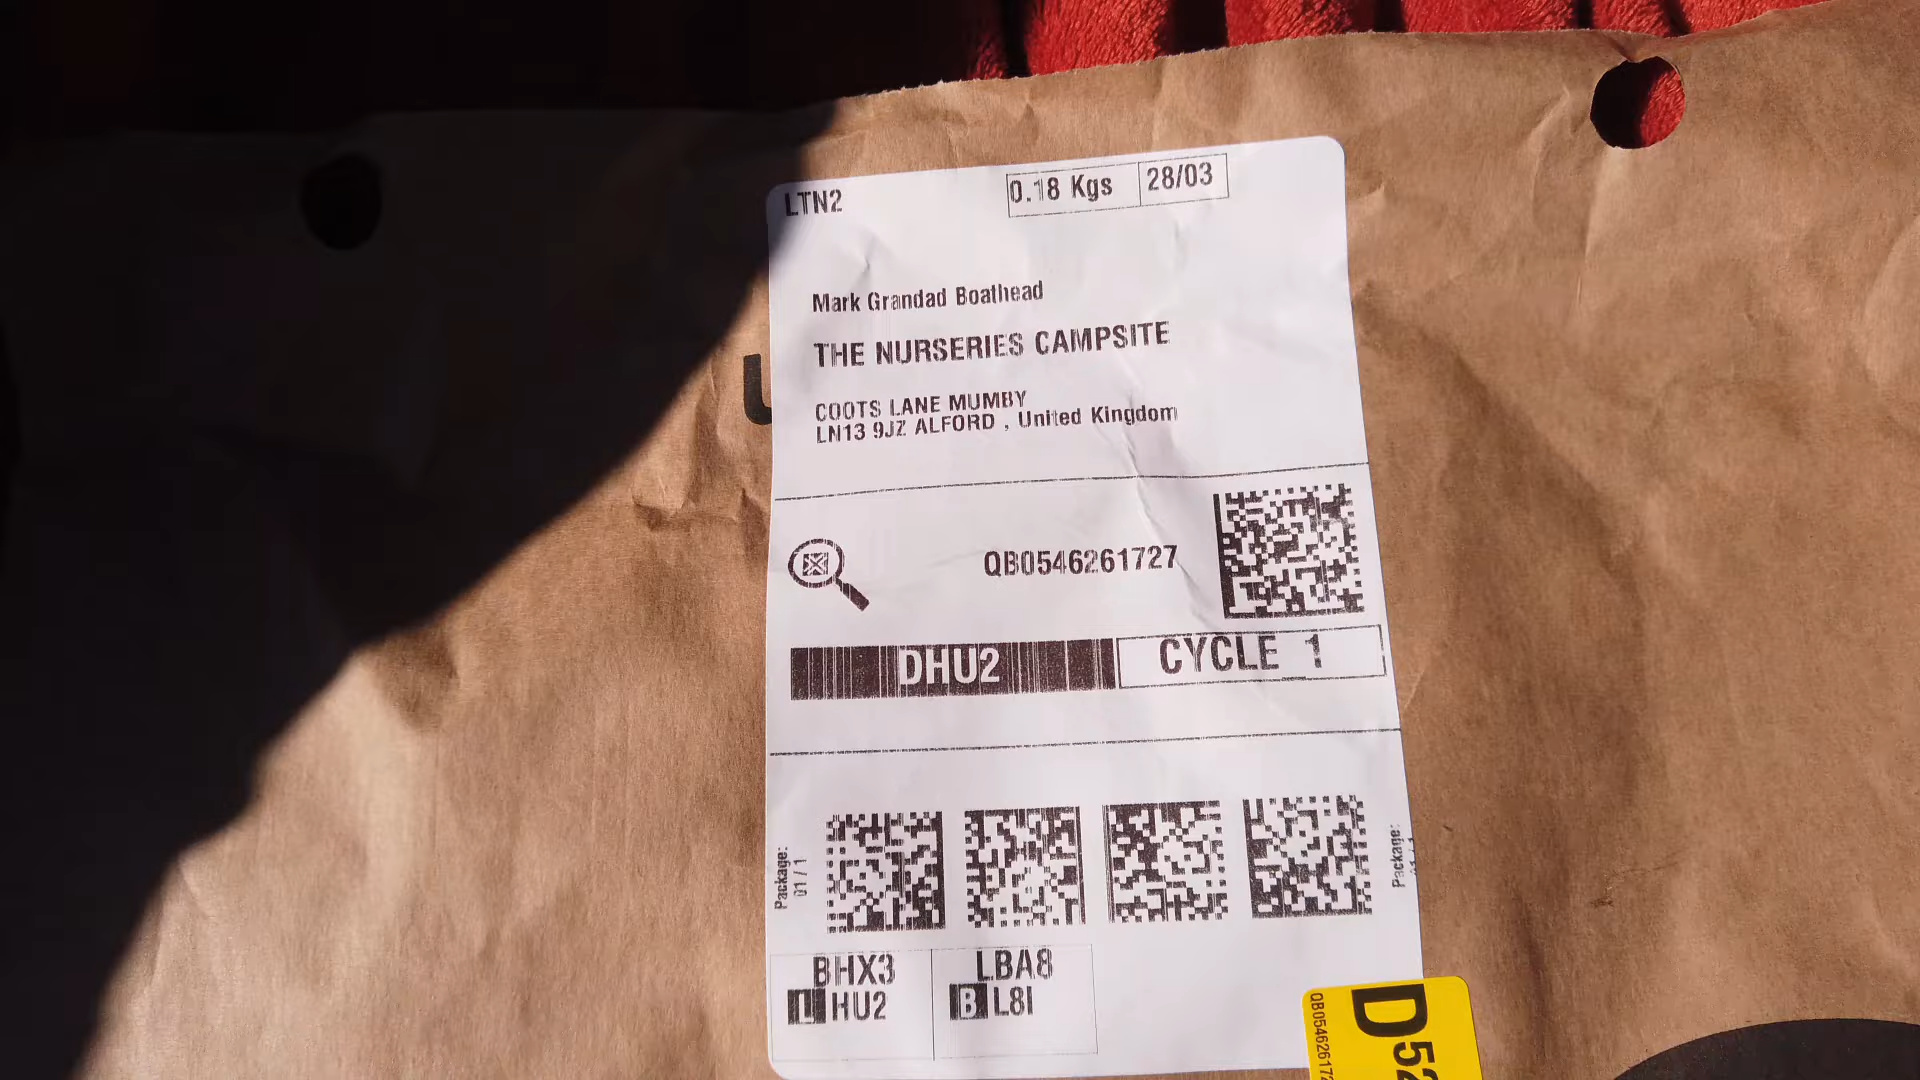 LTN2
0.18 Kgs
28/03
Mark Grandad Boathead
THE NURSERIES CAMPSITE
COOTS LANE MUMBY
LN13 9JZ ALFORD , United Kingdom
QB0546261727
DHU2
CYCLE 1
Package:
01 / 1
Package:
BHX3
L HU2
LBA8
B L8I
D52